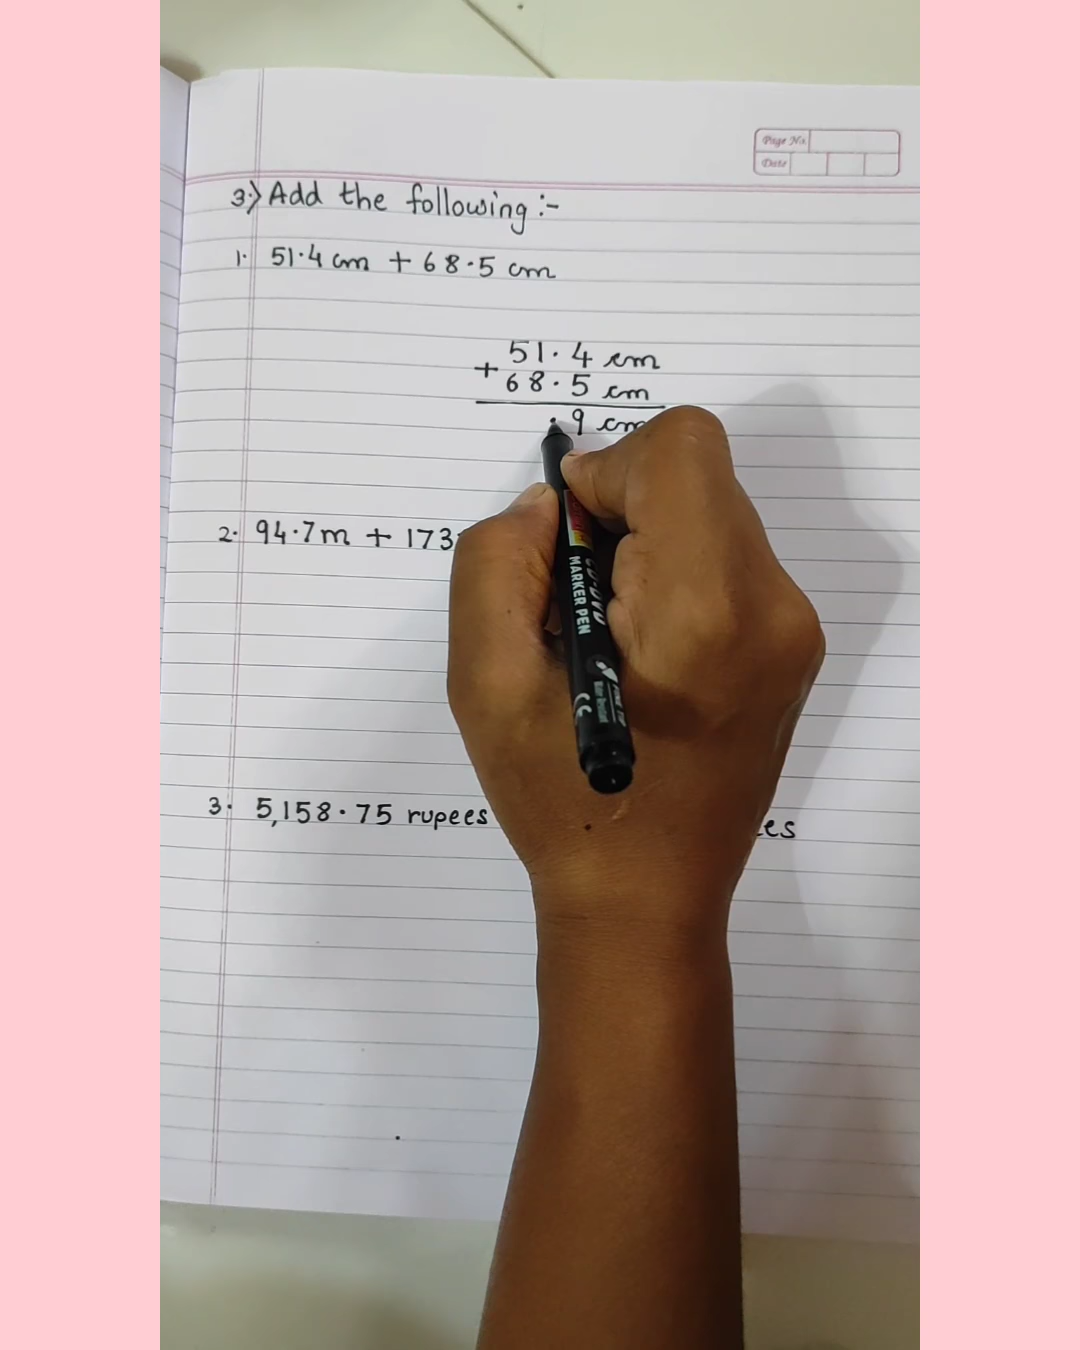 Page No.
Date
3.) Add the following :-
1. 51.4 cm + 68.5 cm
51.4 cm
+ 68.5 cm
.9 cm
2. 94.7m + 173
MARKER PEN
3. 5,158.75 rupees